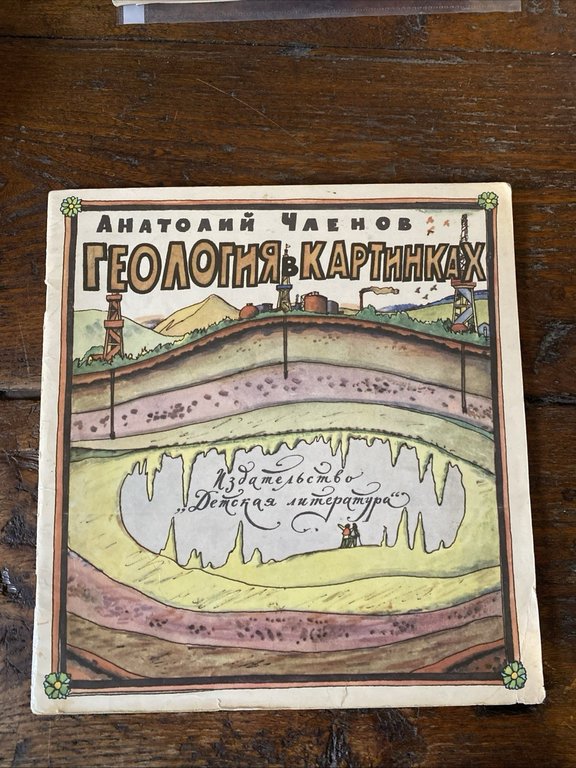 Анатолий Членов
ГЕОЛОГИЯ в КАРТИНКАХ
Издательство
„Детская литература“